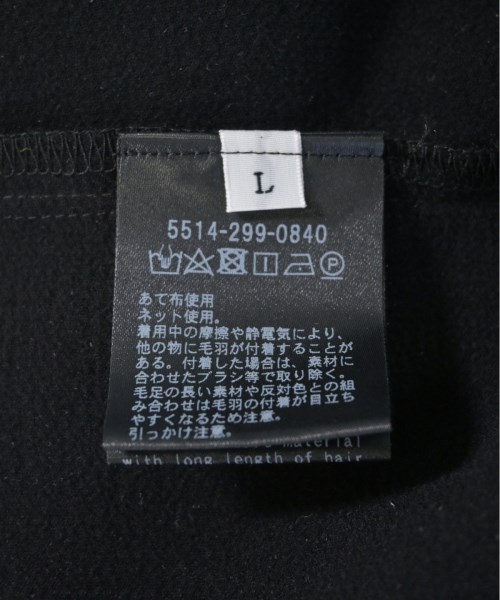 L
5514-299-0840
P
あて布使用
ネット使用。
着用中の摩擦や静電気により、
他の物に毛羽が付着することが
ある。付着した場合は、素材に
合わせたブラシ等で取り除く。
毛足の長い素材や反対色との組
み合わせは毛羽の付着が目立ち
やすくなるため注意。
引っかけ注意。
material
with long length of hair